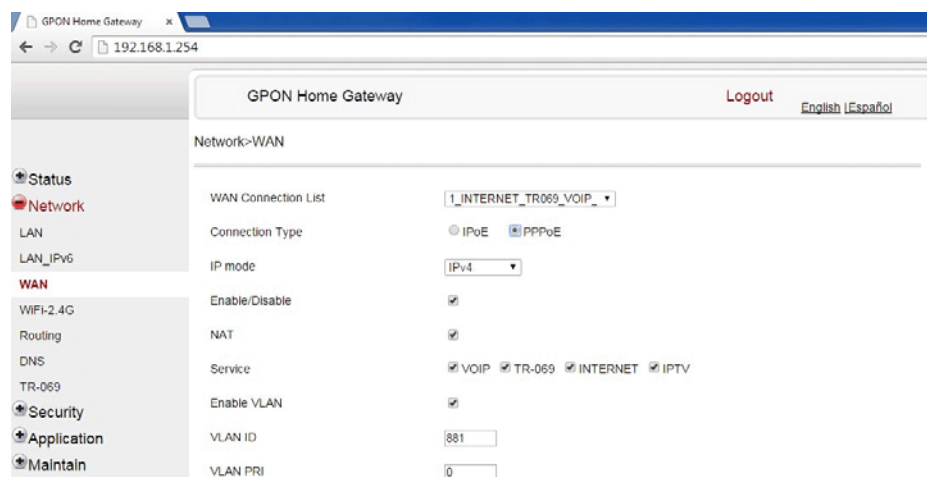 GPON Home Gateway x
192.168.1.254
GPON Home Gateway
Logout
English | Español
Network>WAN
Status
Network
LAN
LAN_IPv6
WAN
WiFi-2.4G
Routing
DNS
TR-069
Security
Application
Maintain
WAN Connection List 1_INTERNET_TR069_VOIP_
Connection Type IPoE PPPoE
IP mode IPv4
Enable/Disable
NAT
Service VOIP TR-069 INTERNET IPTV
Enable VLAN
VLAN ID 881
VLAN PRI 0